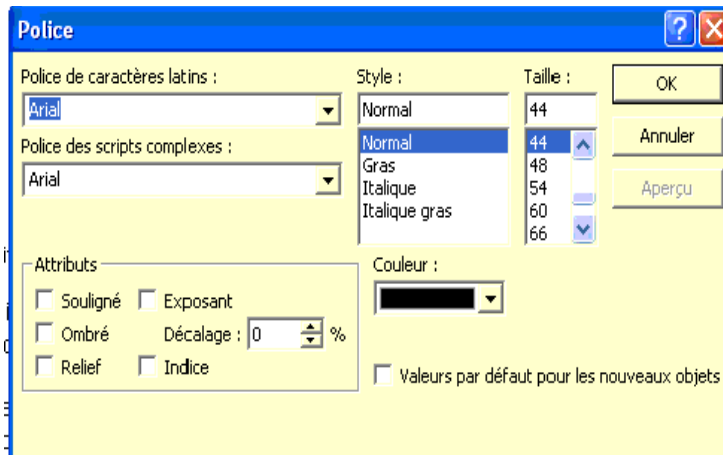 Police
Police de caractères latins :
Arial
Police des scripts complexes :
Arial
Style :
Normal
Normal
Gras
Italique
Italique gras
Taille :
44
44
48
54
60
66
OK
Annuler
Aperçu
Attributs
Souligné
Exposant
Ombré
Décalage : 0 %
Relief
Indice
Couleur :
Valeurs par défaut pour les nouveaux objets